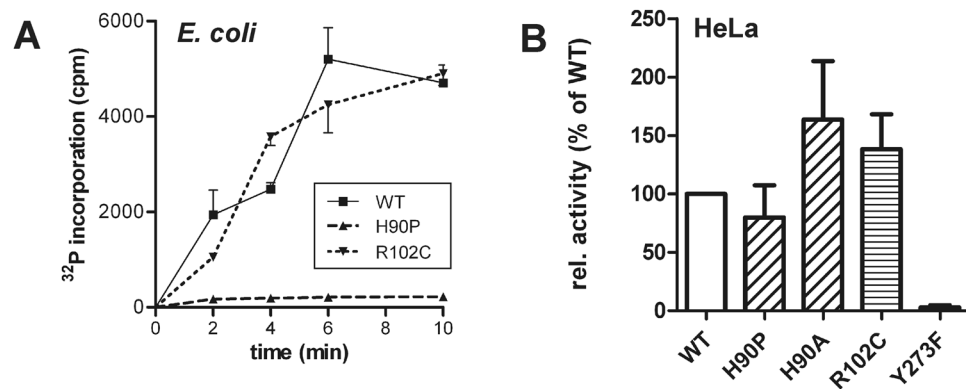 A
E. coli
6000
4000
2000
0
³²P incorporation (cpm)
0 2 4 6 8 10
time (min)
WT
H90P
R102C
B
HeLa
250
200
150
100
50
0
rel. activity (% of WT)
WT
H90P
H90A
R102C
Y273F